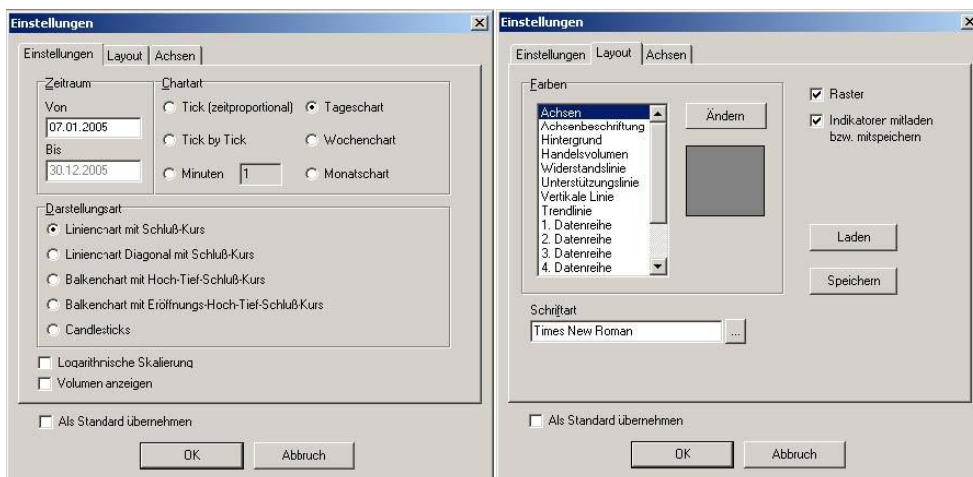 Einstellungen
Einstellungen Layout Achsen
Zeitraum
Von
07.01.2005
Bis
30.12.2005
Chartart
Tick (zeitproportional) Tageschart
Tick by Tick Wochenchart
Minuten 1 Monatschart
Darstellungsart
Linienchart mit Schluß-Kurs
Linienchart Diagonal mit Schluß-Kurs
Balkenchart mit Hoch-Tief-Schluß-Kurs
Balkenchart mit Eröffnungs-Hoch-Tief-Schluß-Kurs
Candlesticks
Logarithmische Skalierung
Volumen anzeigen
Als Standard übernehmen
OK Abbruch
Einstellungen
Einstellungen Layout Achsen
Farben
Achsen
Achsenbeschriftung
Hintergrund
Handelsvolumen
Widerstandslinie
Unterstützungslinie
Vertikale Linie
Trendlinie
1. Datenreihe
2. Datenreihe
3. Datenreihe
4. Datenreihe
Ändern
Raster
Indikatoren mitladen
bzw. mitspeichern
Laden
Speichern
Schriftart
Times New Roman
...
Als Standard übernehmen
OK Abbruch